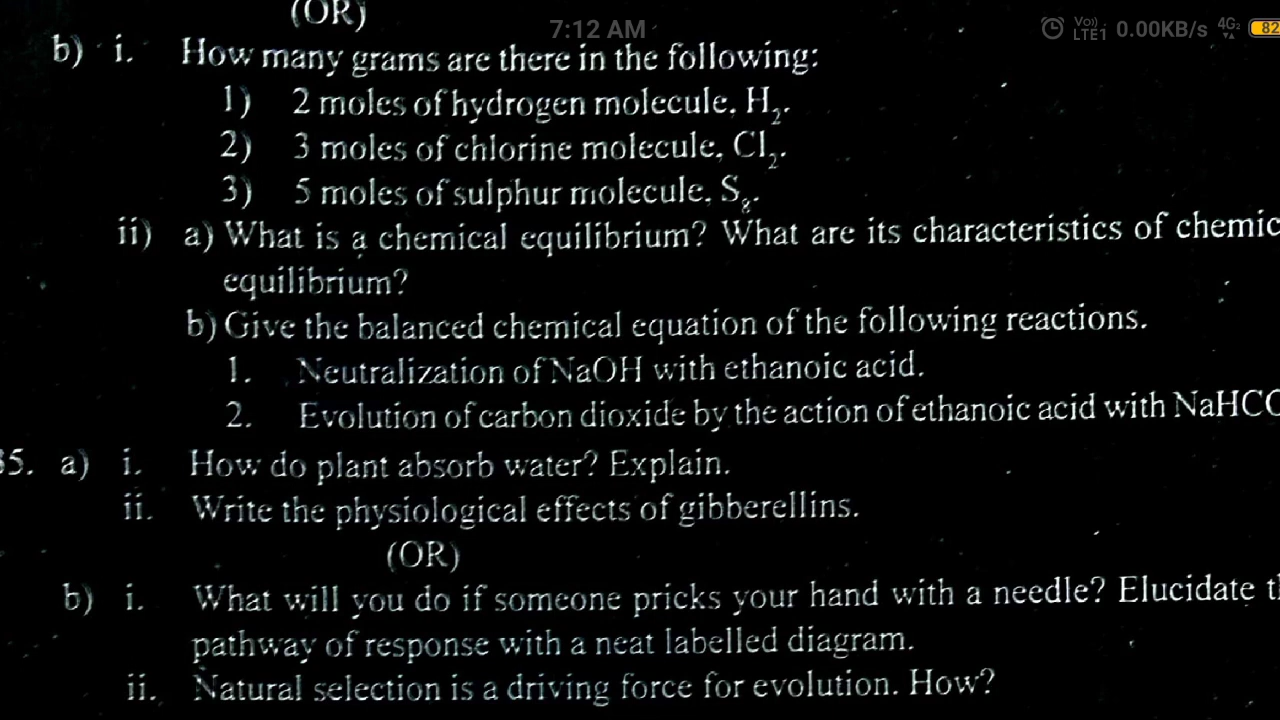 (OR)
7:12 AM
Vo)) LTE1 0.00KB/s 4G 82
b) i. How many grams are there in the following:
1) 2 moles of hydrogen molecule, H₂.
2) 3 moles of chlorine molecule, Cl₂.
3) 5 moles of sulphur molecule, S₈.
ii) a) What is a chemical equilibrium? What are its characteristics of chemic
equilibrium?
b) Give the balanced chemical equation of the following reactions.
1. Neutralization of NaOH with ethanoic acid.
2. Evolution of carbon dioxide by the action of ethanoic acid with NaHCO
35. a) i. How do plant absorb water? Explain.
ii. Write the physiological effects of gibberellins.
(OR)
b) i. What will you do if someone pricks your hand with a needle? Elucidate th
pathway of response with a neat labelled diagram.
ii. Natural selection is a driving force for evolution. How?